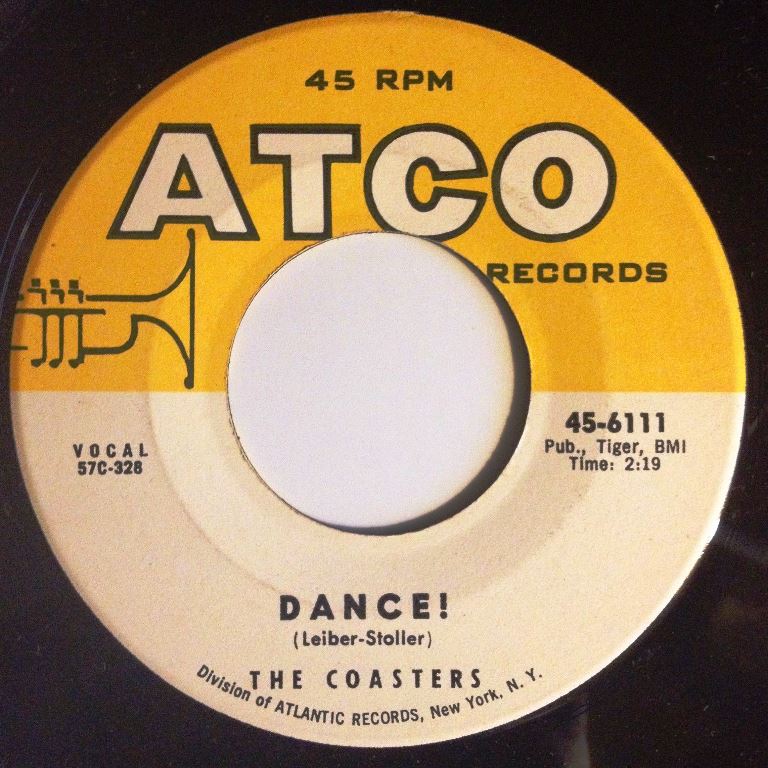 45 RPM
ATCO
RECORDS
VOCAL
57C-328
45-6111
Pub., Tiger, BMI
Time: 2:19
DANCE!
(Leiber-Stoller)
THE COASTERS
Division of ATLANTIC RECORDS, New York, N. Y.